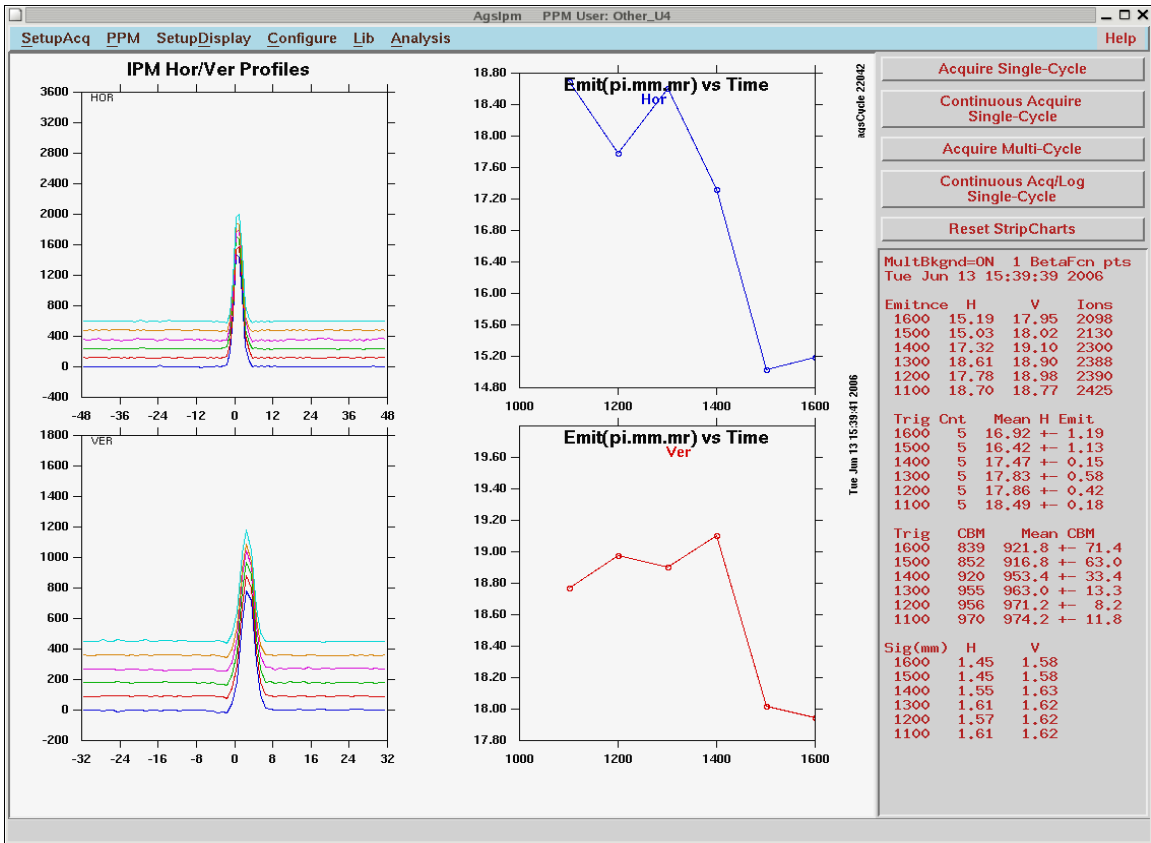 AgsIpm PPM User: Other_U4
SetupAcq PPM SetupDisplay Configure Lib Analysis Help
IPM Hor/Ver Profiles
HOR
3600
3200
2800
2400
2000
1600
1200
800
400
0
-400
-48 -36 -24 -12 0 12 24 36 48
VER
1800
1600
1400
1200
1000
800
600
400
200
0
-200
-32 -24 -16 -8 0 8 16 24 32
Emit(pi.mm.mr) vs Time
Hor
18.80
18.40
18.00
17.60
17.20
16.80
16.40
16.00
15.60
15.20
14.80
1000 1200 1400 1600
Emit(pi.mm.mr) vs Time
Ver
19.60
19.40
19.20
19.00
18.80
18.60
18.40
18.20
18.00
17.80
1000 1200 1400 1600
agsCycle 22042
Tue Jun 13 15:39:41 2006
Acquire Single-Cycle
Continuous Acquire
Single-Cycle
Acquire Multi-Cycle
Continuous Acq/Log
Single-Cycle
Reset StripCharts
MultBkgnd=ON 1 BetaFcn pts
Tue Jun 13 15:39:39 2006
Emitnce H V Ions
1600 15.19 17.95 2098
1500 15.03 18.02 2130
1400 17.32 19.10 2300
1300 18.61 18.90 2388
1200 17.78 18.98 2390
1100 18.70 18.77 2425
Trig Cnt Mean H Emit
1600 5 16.92 +- 1.19
1500 5 16.42 +- 1.13
1400 5 17.47 +- 0.15
1300 5 17.83 +- 0.58
1200 5 17.86 +- 0.42
1100 5 18.49 +- 0.18
Trig CBM Mean CBM
1600 839 921.8 +- 71.4
1500 852 916.8 +- 63.0
1400 920 953.4 +- 33.4
1300 955 963.0 +- 13.3
1200 956 971.2 +- 8.2
1100 970 974.2 +- 11.8
Sig(mm) H V
1600 1.45 1.58
1500 1.45 1.58
1400 1.55 1.63
1300 1.61 1.62
1200 1.57 1.62
1100 1.61 1.62